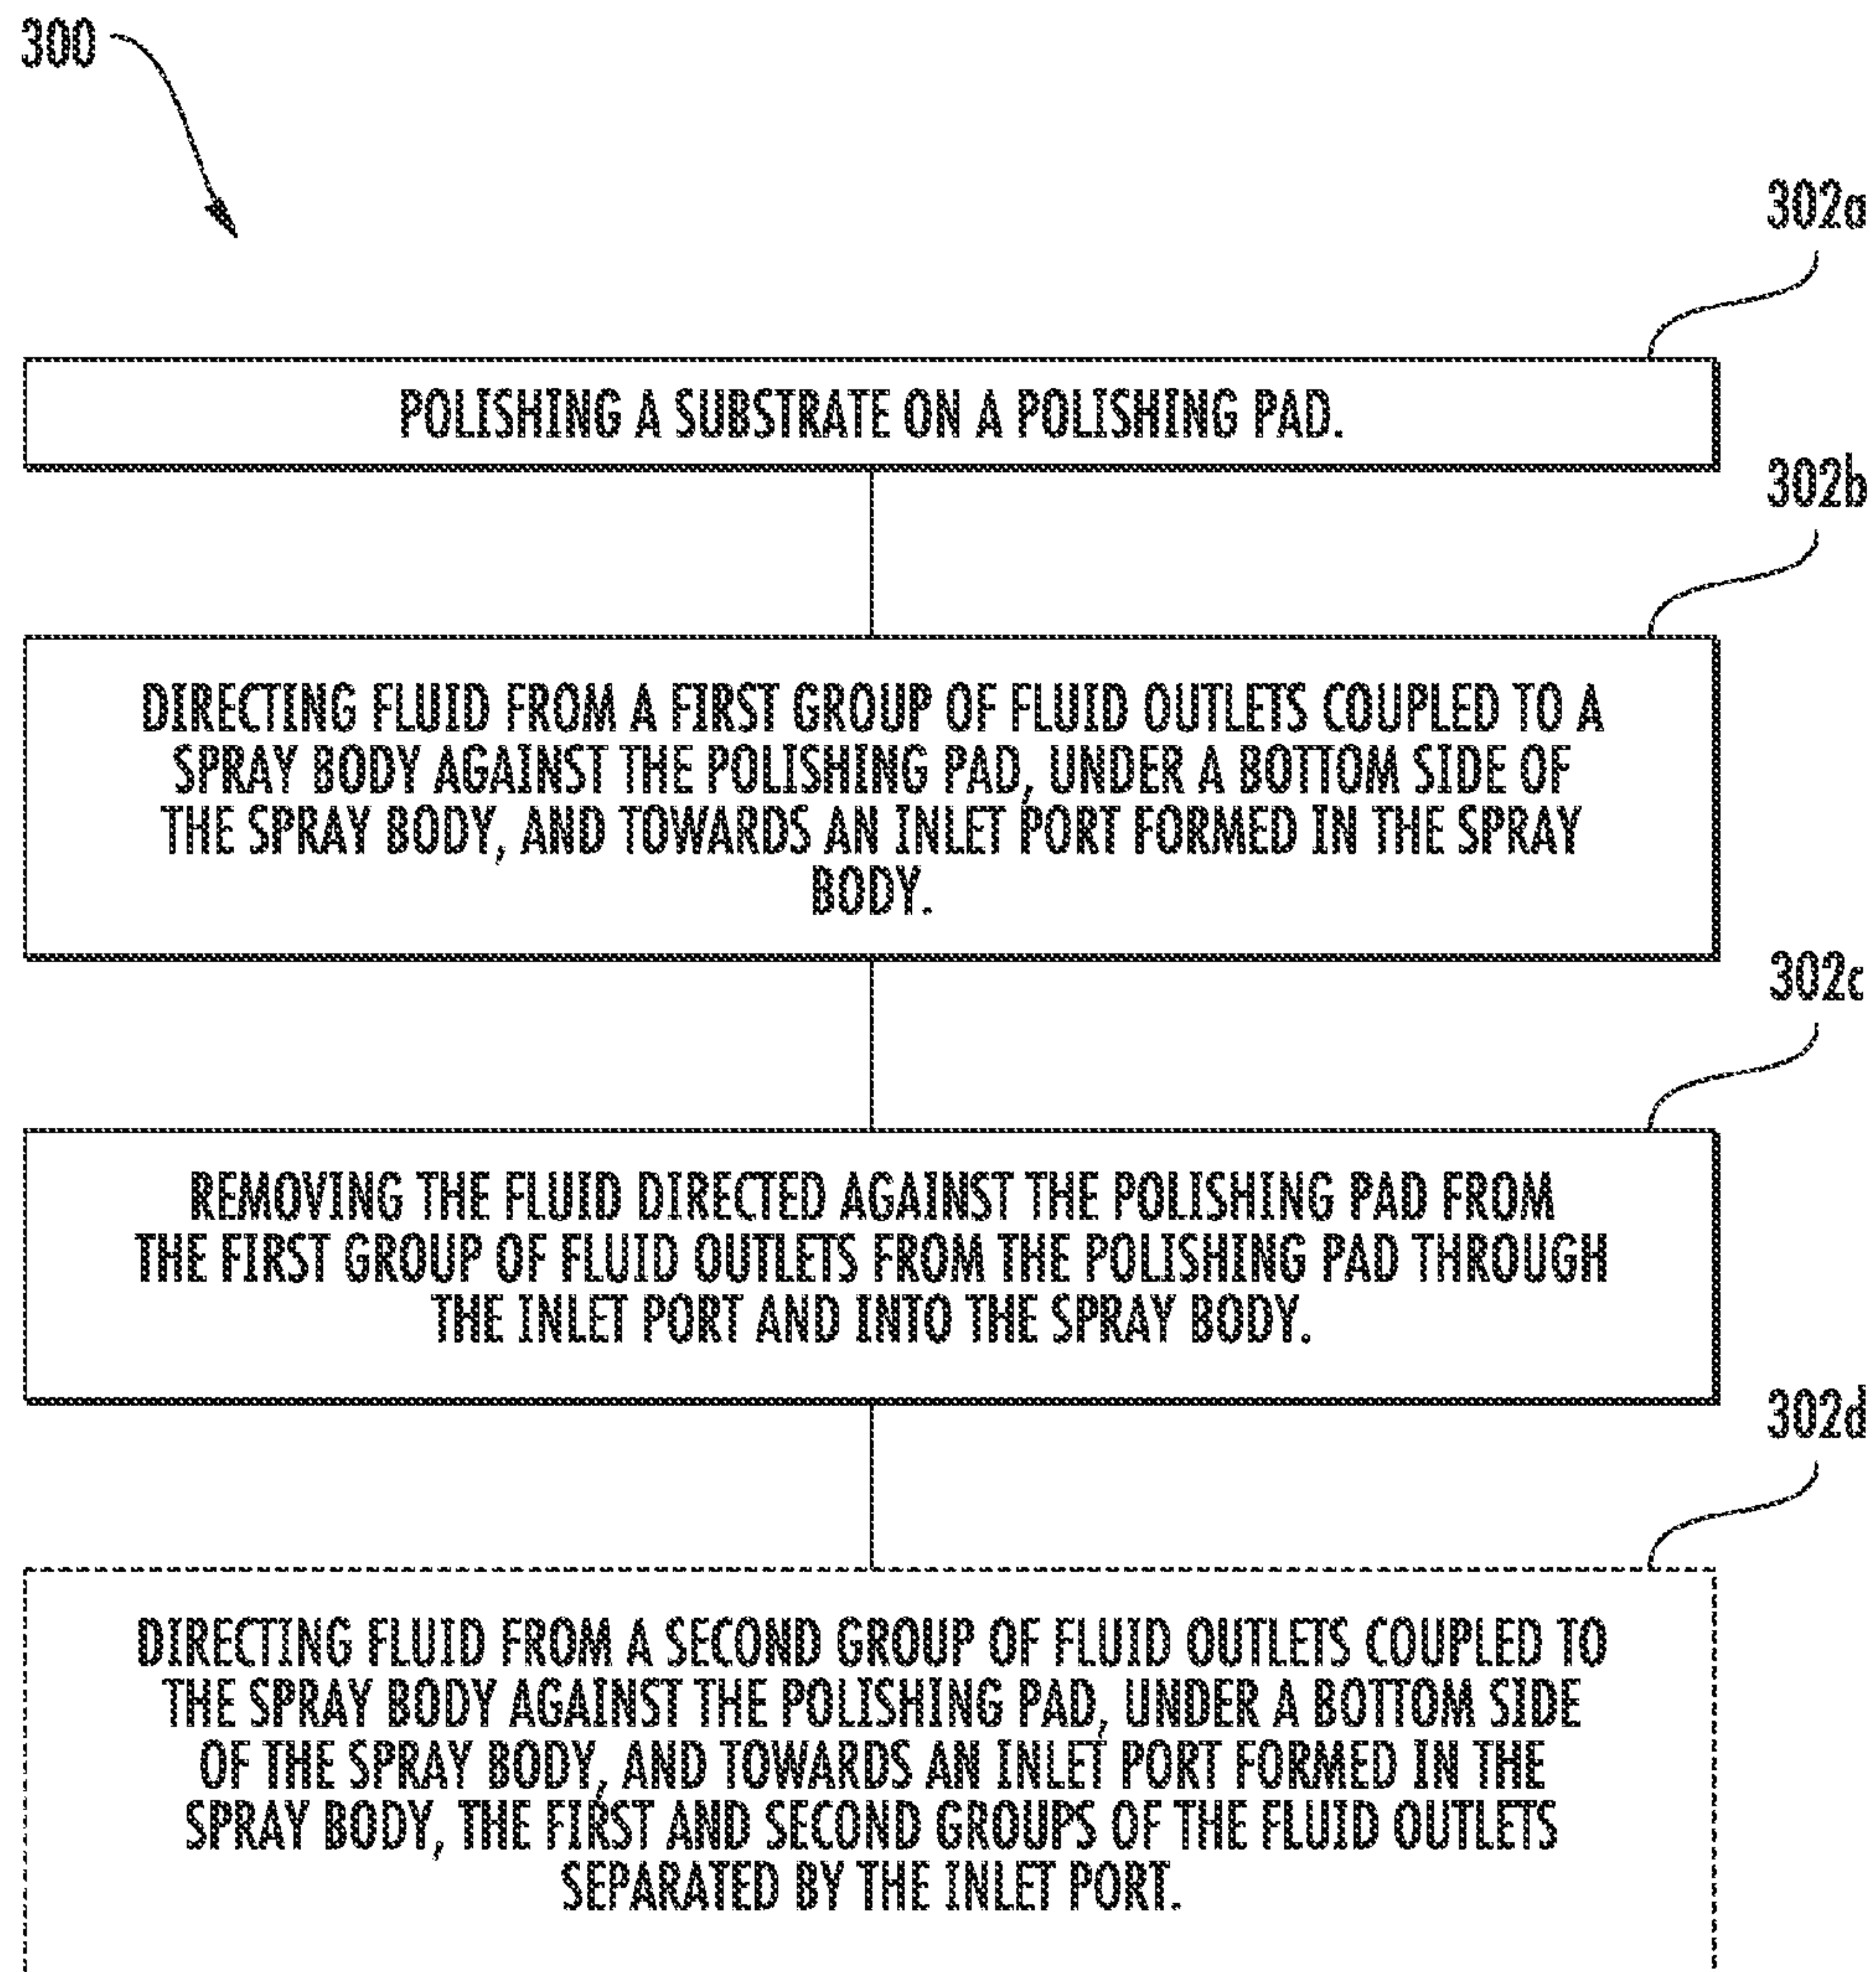 300
302a
POLISHING A SUBSTRATE ON A POLISHING PAD.
302b
DIRECTING FLUID FROM A FIRST GROUP OF FLUID OUTLETS COUPLED TO A
SPRAY BODY AGAINST THE POLISHING PAD, UNDER A BOTTOM SIDE OF
THE SPRAY BODY, AND TOWARDS AN INLET PORT FORMED IN THE SPRAY
BODY.
302c
REMOVING THE FLUID DIRECTED AGAINST THE POLISHING PAD FROM
THE FIRST GROUP OF FLUID OUTLETS FROM THE POLISHING PAD THROUGH
THE INLET PORT AND INTO THE SPRAY BODY.
302d
DIRECTING FLUID FROM A SECOND GROUP OF FLUID OUTLETS COUPLED TO
THE SPRAY BODY AGAINST THE POLISHING PAD, UNDER A BOTTOM SIDE
OF THE SPRAY BODY, AND TOWARDS AN INLET PORT FORMED IN THE
SPRAY BODY, THE FIRST AND SECOND GROUPS OF THE FLUID OUTLETS
SEPARATED BY THE INLET PORT.